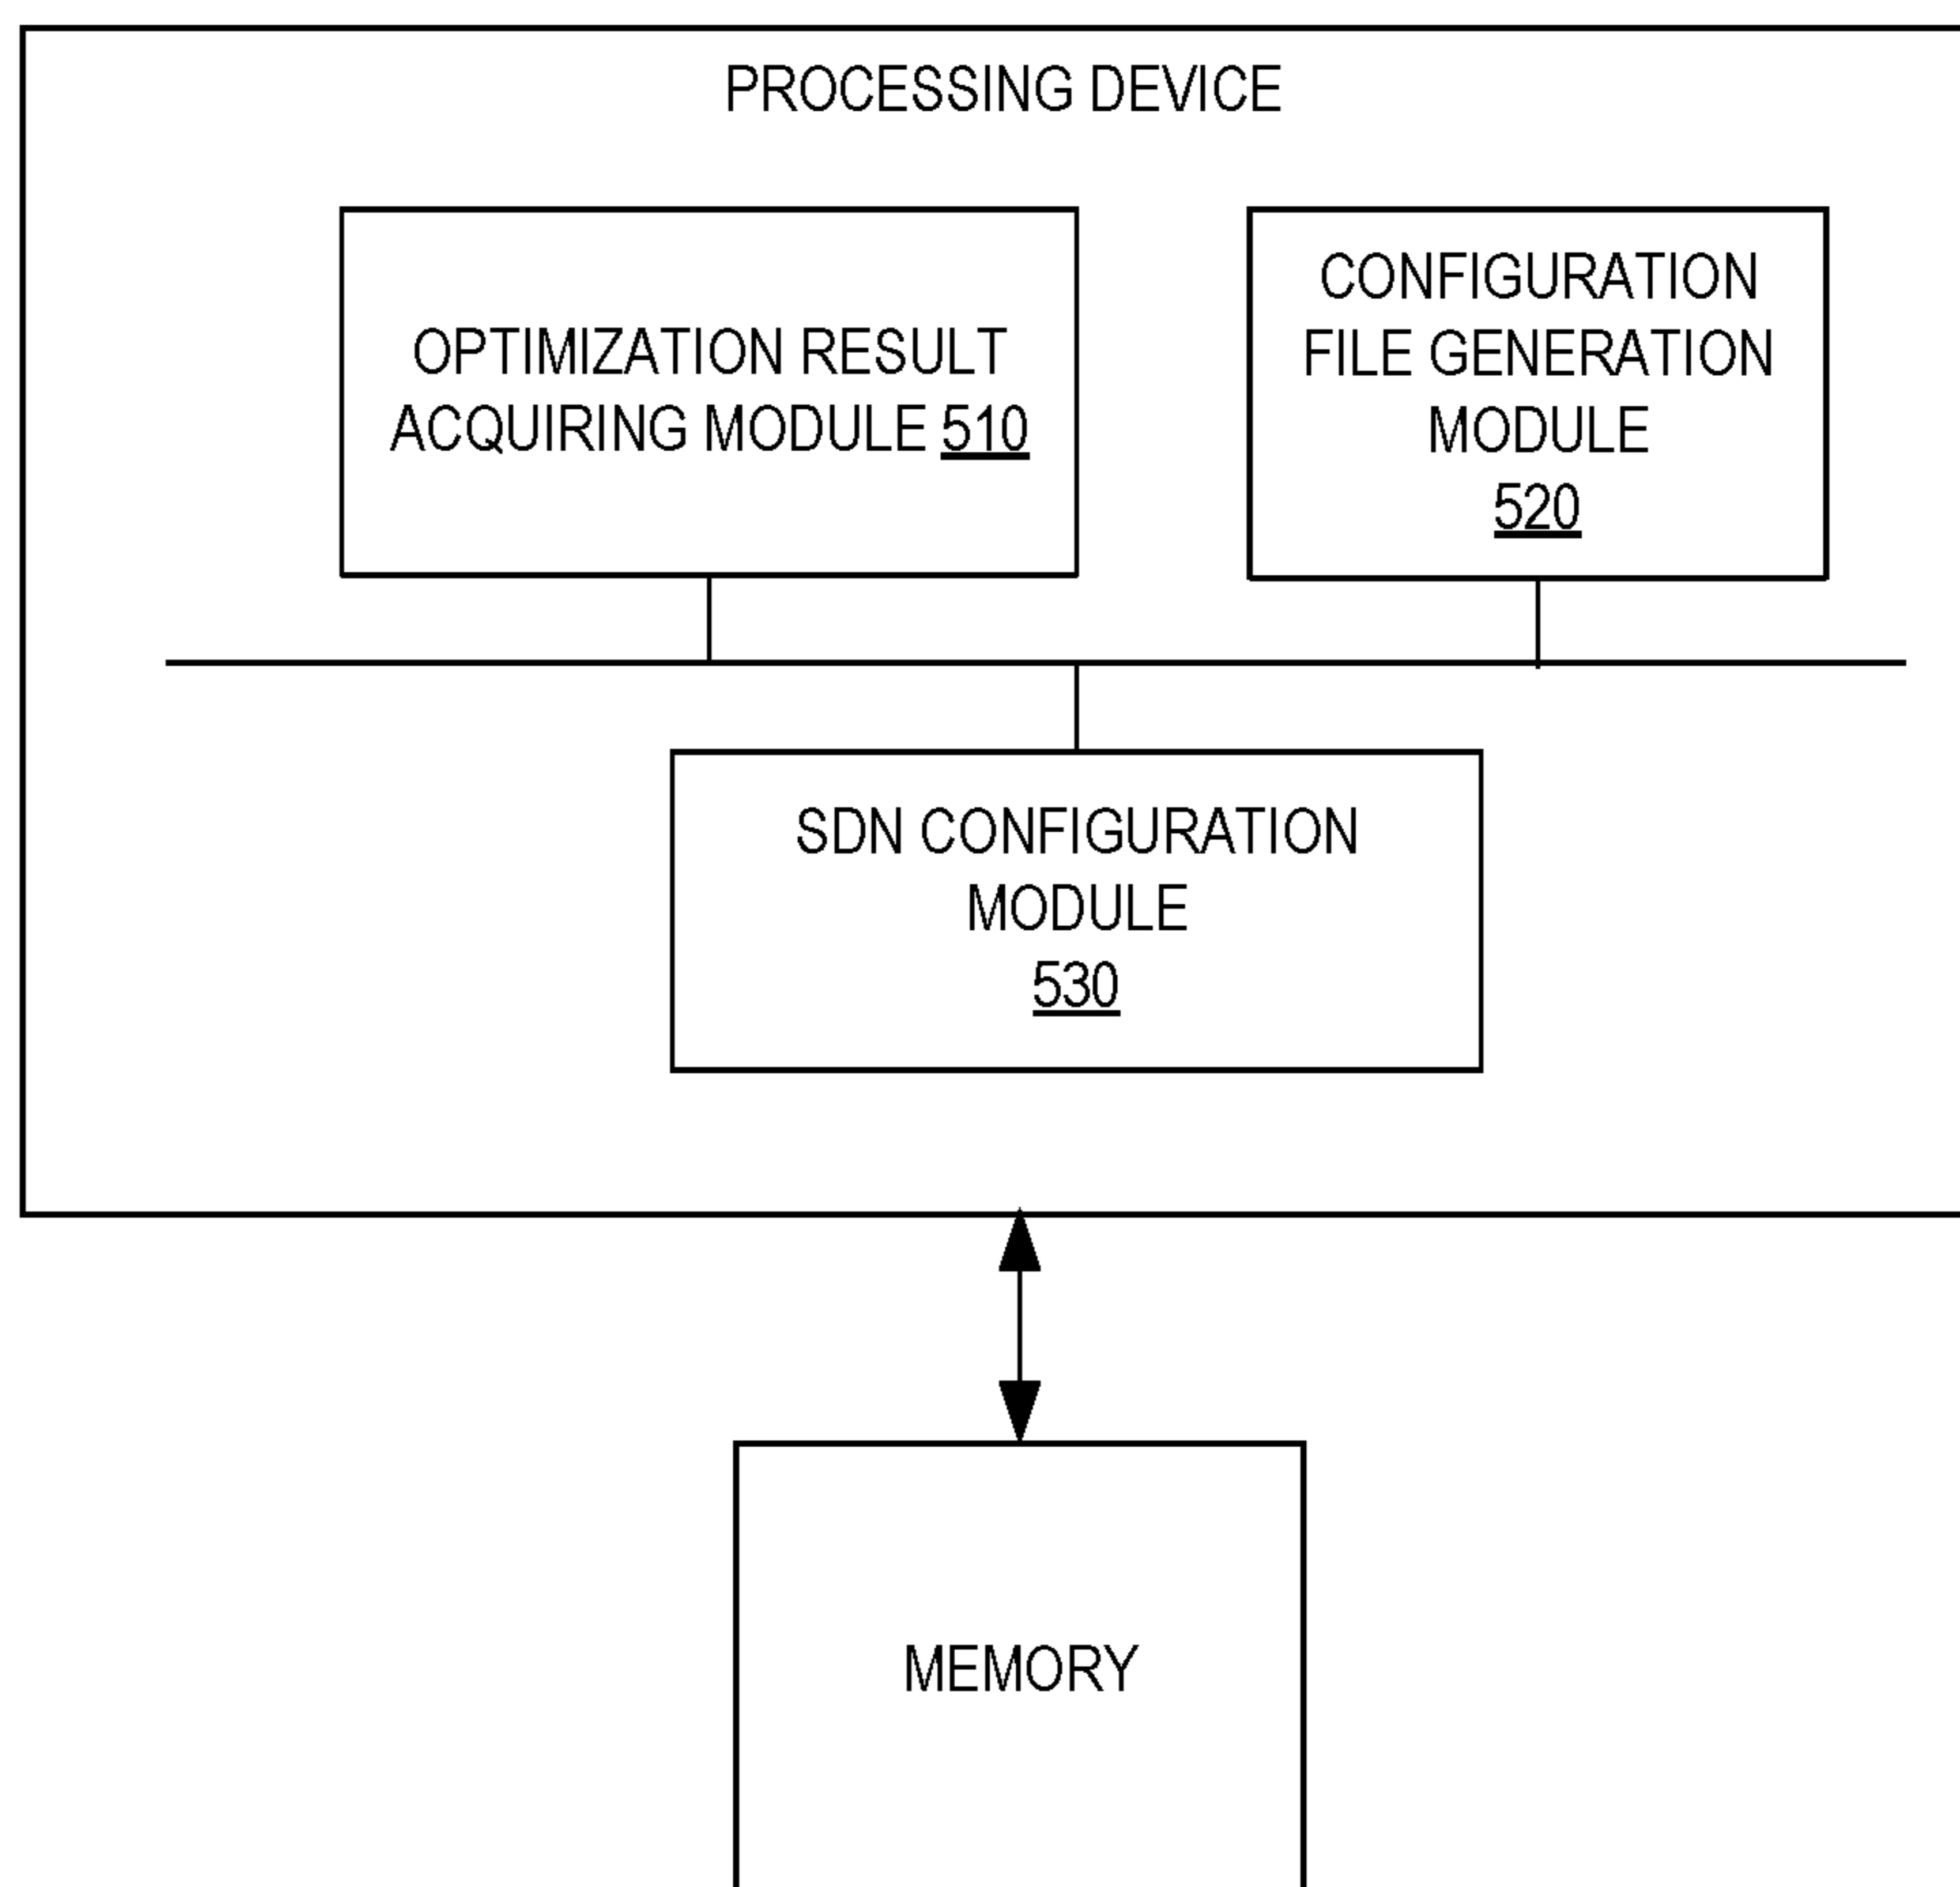 PROCESSING DEVICE
OPTIMIZATION RESULT
ACQUIRING MODULE 510
CONFIGURATION
FILE GENERATION
MODULE
520
SDN CONFIGURATION
MODULE
530
MEMORY